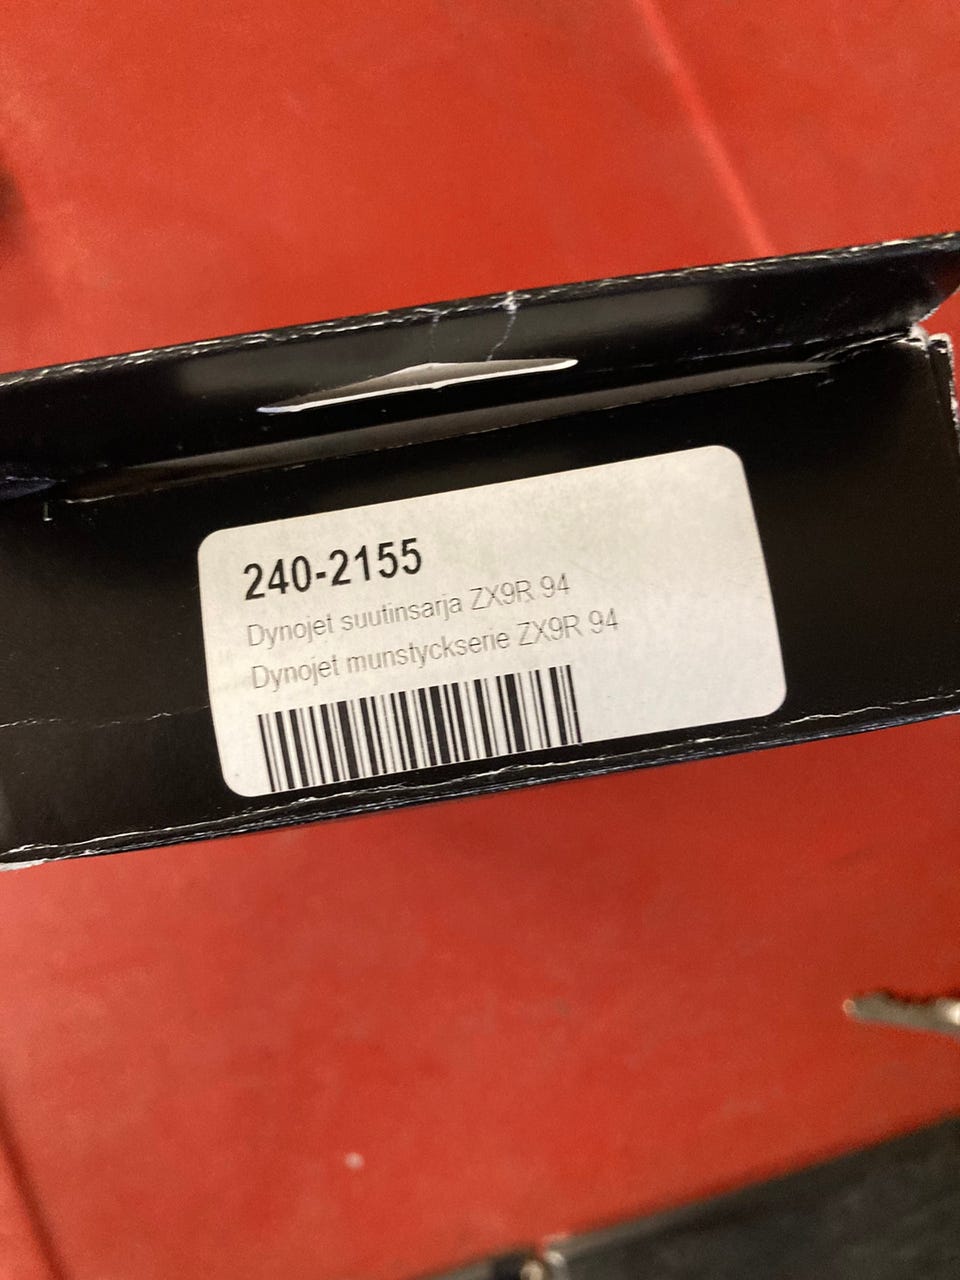 240-2155
Dynojet suutinsarja ZX9R 94
Dynojet munstyckserie ZX9R 94